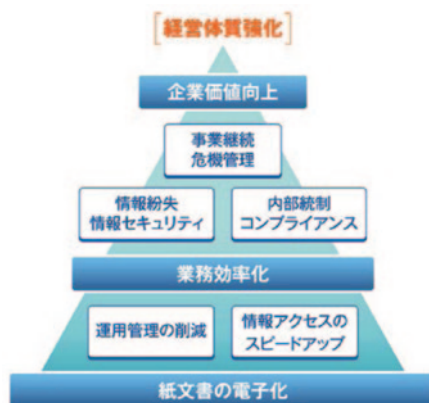 [経営体質強化]
企業価値向上
事業継続
危機管理
情報紛失
情報セキュリティ
内部統制
コンプライアンス
業務効率化
運用管理の削減
情報アクセスの
スピードアップ
紙文書の電子化